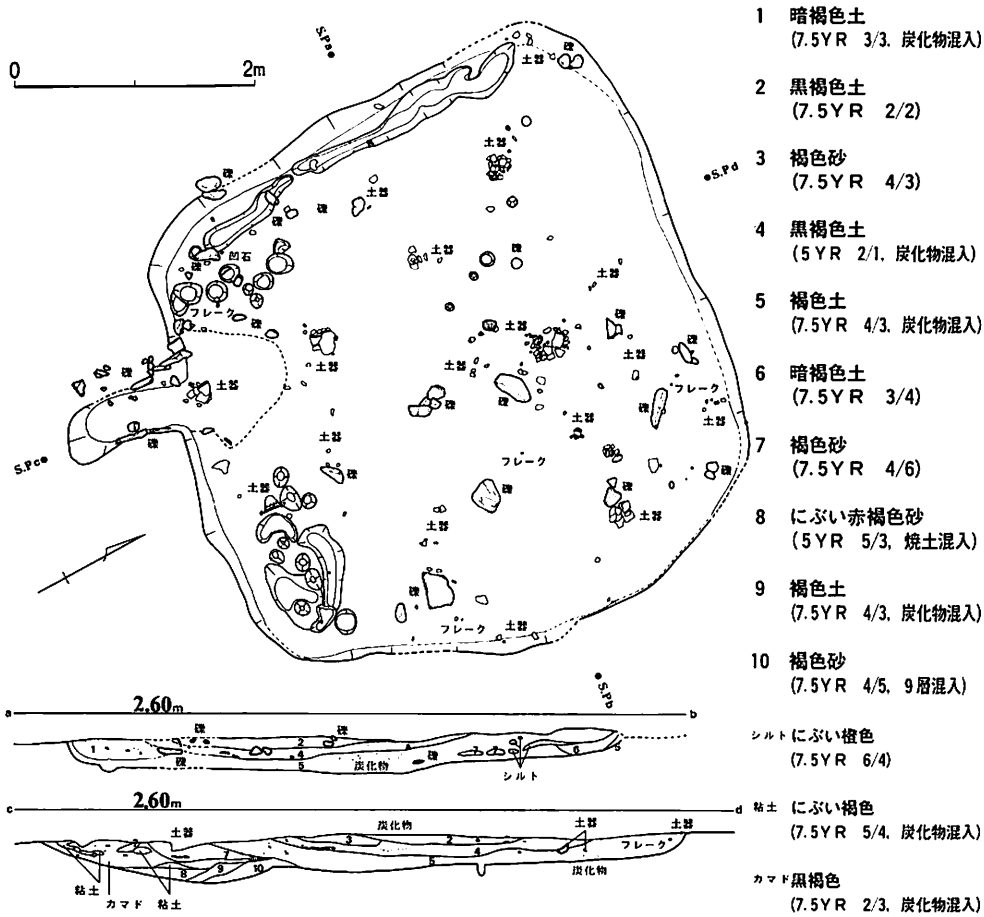 0
2m
S.Pa
土器
礫
土器
S.Pd
礫
土器
礫
礫
凹石
土器
礫
土器
フレーク
礫
礫
土器
土器
礫
土器
礫
土器
土器
礫
フレーク
土器
礫
土器
土器
S.Pc
礫
フレーク
礫
土器
礫
土器
土器
礫
フレーク
土器
S.Pb
a
2.60m
b
礫
礫
1
2
4
5
礫
炭化物
礫
シルト
6
5
c
2.60m
d
土器
炭化物
土器
土器
3
2
4
フレーク
7
8
9
10
6
炭化物
粘土
カマド
粘土
1 暗褐色土
(7.5YR 3/3, 炭化物混入)
2 黒褐色土
(7.5YR 2/2)
3 褐色砂
(7.5YR 4/3)
4 黒褐色土
(5YR 2/1, 炭化物混入)
5 褐色土
(7.5YR 4/3, 炭化物混入)
6 暗褐色土
(7.5YR 3/4)
7 褐色砂
(7.5YR 4/6)
8 にぶい赤褐色砂
(5YR 5/3, 焼土混入)
9 褐色土
(7.5YR 4/3, 炭化物混入)
10 褐色砂
(7.5YR 4/5, 9層混入)
シルト にぶい橙色
(7.5YR 6/4)
粘土 にぶい褐色
(7.5YR 5/4, 炭化物混入)
カマド 黒褐色
(7.5YR 2/3, 炭化物混入)